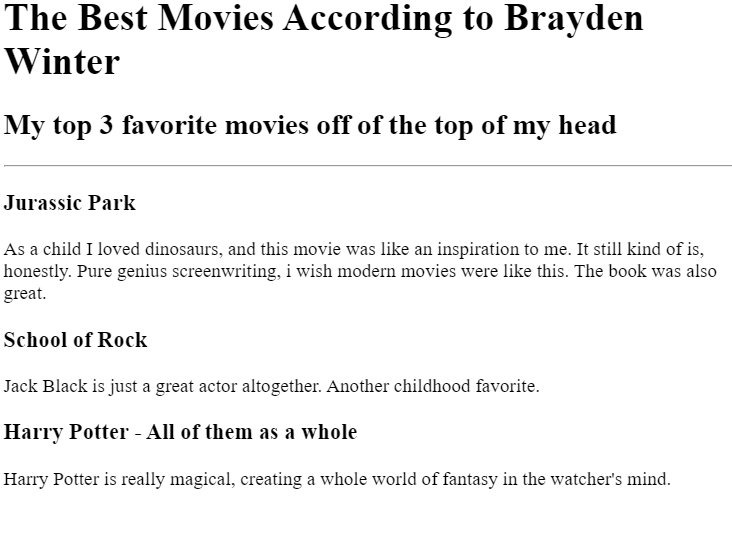 The Best Movies According to Brayden
Winter
My top 3 favorite movies off of the top of my head
Jurassic Park
As a child I loved dinosaurs, and this movie was like an inspiration to me. It still kind of is,
honestly. Pure genius screenwriting, i wish modern movies were like this. The book was also
great.
School of Rock
Jack Black is just a great actor altogether. Another childhood favorite.
Harry Potter - All of them as a whole
Harry Potter is really magical, creating a whole world of fantasy in the watcher's mind.